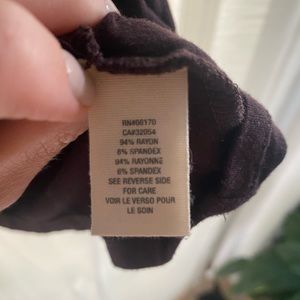 RN#66170
CA#32054
94% RAYON
6% SPANDEX
94% RAYONNE
6% SPANDEX
SEE REVERSE SIDE
FOR CARE
VOIR LE VERSO POUR
LE SOIN